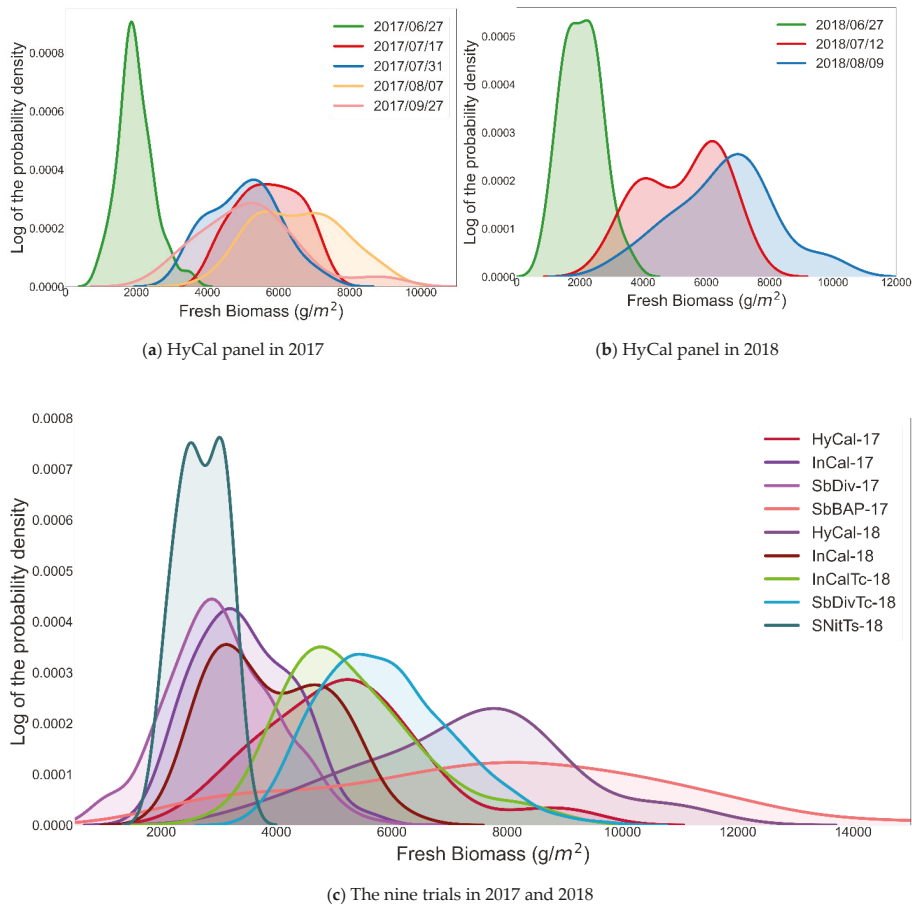 Log of the probability density
0.0008
0.0006
0.0004
0.0002
0.0000
0
2000
4000
6000
8000
10000
Fresh Biomass (g/m²)
2017/06/27
2017/07/17
2017/07/31
2017/08/07
2017/09/27
(a) HyCal panel in 2017
Log of the probability density
0.0005
0.0004
0.0003
0.0002
0.0001
0.0000
0
2000
4000
6000
8000
10000
12000
Fresh Biomass (g/m²)
2018/06/27
2018/07/12
2018/08/09
(b) HyCal panel in 2018
Log of the probability density
0.0008
0.0007
0.0006
0.0005
0.0004
0.0003
0.0002
0.0001
0.0000
2000
4000
6000
8000
10000
12000
14000
Fresh Biomass (g/m²)
HyCal-17
InCal-17
SbDiv-17
SbBAP-17
HyCal-18
InCal-18
InCalTc-18
SbDivTc-18
SNitTs-18
(c) The nine trials in 2017 and 2018